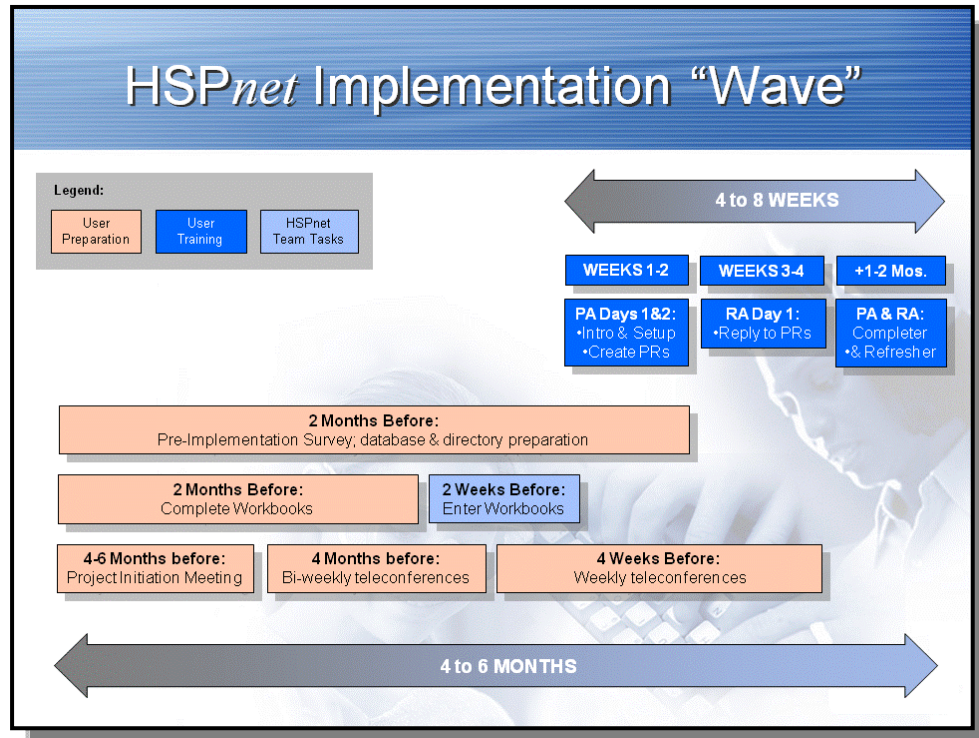 HSPnet Implementation “Wave”
Legend:
User
Preparation
User
Training
HSPnet
Team Tasks
4 to 8 WEEKS
WEEKS 1-2
WEEKS 3-4
+1-2 Mos.
PA Days 1&2:
•Intro & Setup
•Create PRs
RA Day 1:
•Reply to PRs
PA & RA:
Completer
•& Refresher
2 Months Before:
Pre-Implementation Survey; database & directory preparation
2 Months Before:
Complete Workbooks
2 Weeks Before:
Enter Workbooks
4-6 Months before:
Project Initiation Meeting
4 Months before:
Bi-weekly teleconferences
4 Weeks Before:
Weekly teleconferences
4 to 6 MONTHS